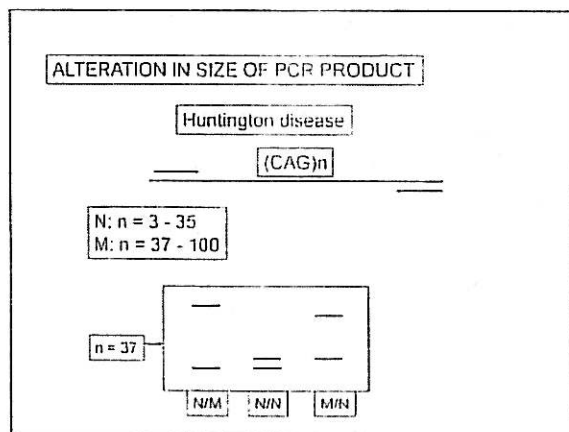 ALTERATION IN SIZE OF PCR PRODUCT
Huntington disease
(CAG)n
N: n = 3 - 35
M: n = 37 - 100
n = 37
N/M N/N M/N